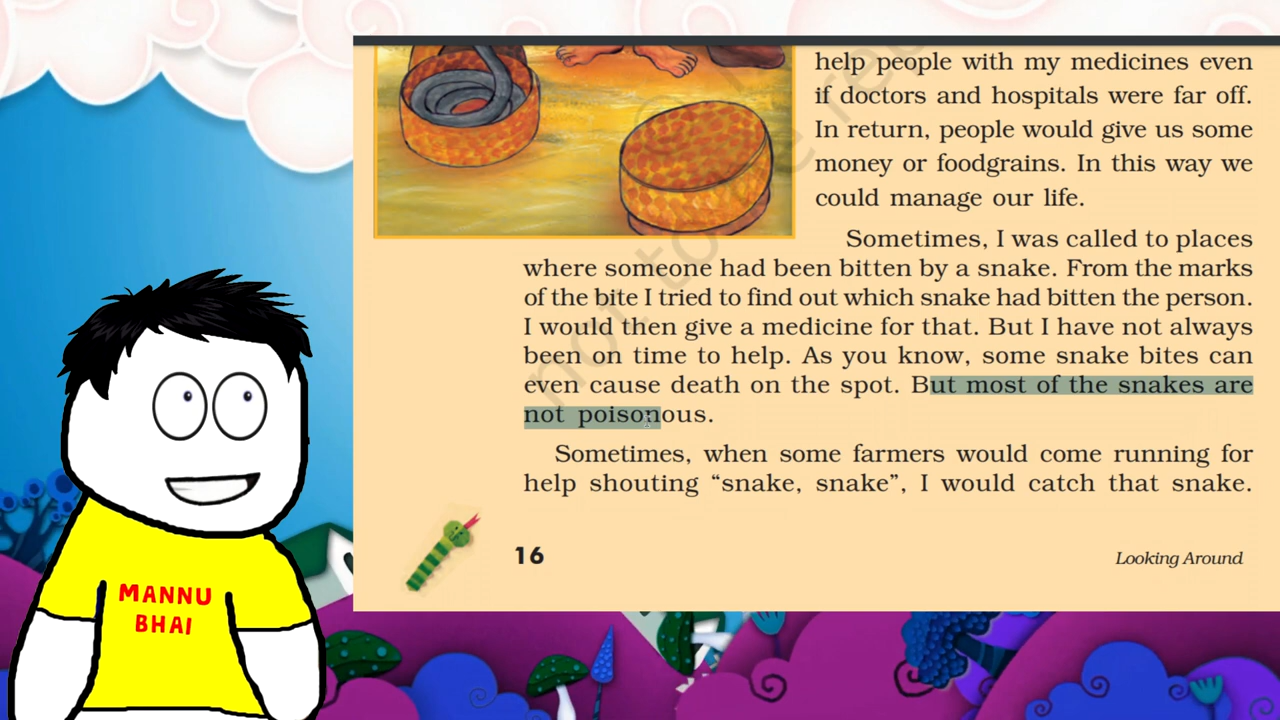 help people with my medicines even
if doctors and hospitals were far off.
In return, people would give us some
money or foodgrains. In this way we
could manage our life.
Sometimes, I was called to places
where someone had been bitten by a snake. From the marks
of the bite I tried to find out which snake had bitten the person.
I would then give a medicine for that. But I have not always
been on time to help. As you know, some snake bites can
even cause death on the spot. But most of the snakes are
not poisonous.
Sometimes, when some farmers would come running for
help shouting “snake, snake”, I would catch that snake.
16
Looking Around
MANNU
BHAI
not to be re